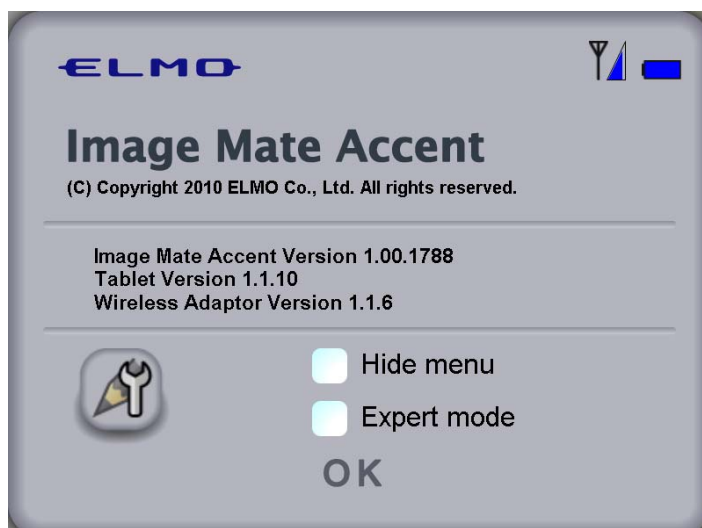 ELMO
Image Mate Accent
(C) Copyright 2010 ELMO Co., Ltd. All rights reserved.
Image Mate Accent Version 1.00.1788
Tablet Version 1.1.10
Wireless Adaptor Version 1.1.6
Hide menu
Expert mode
OK